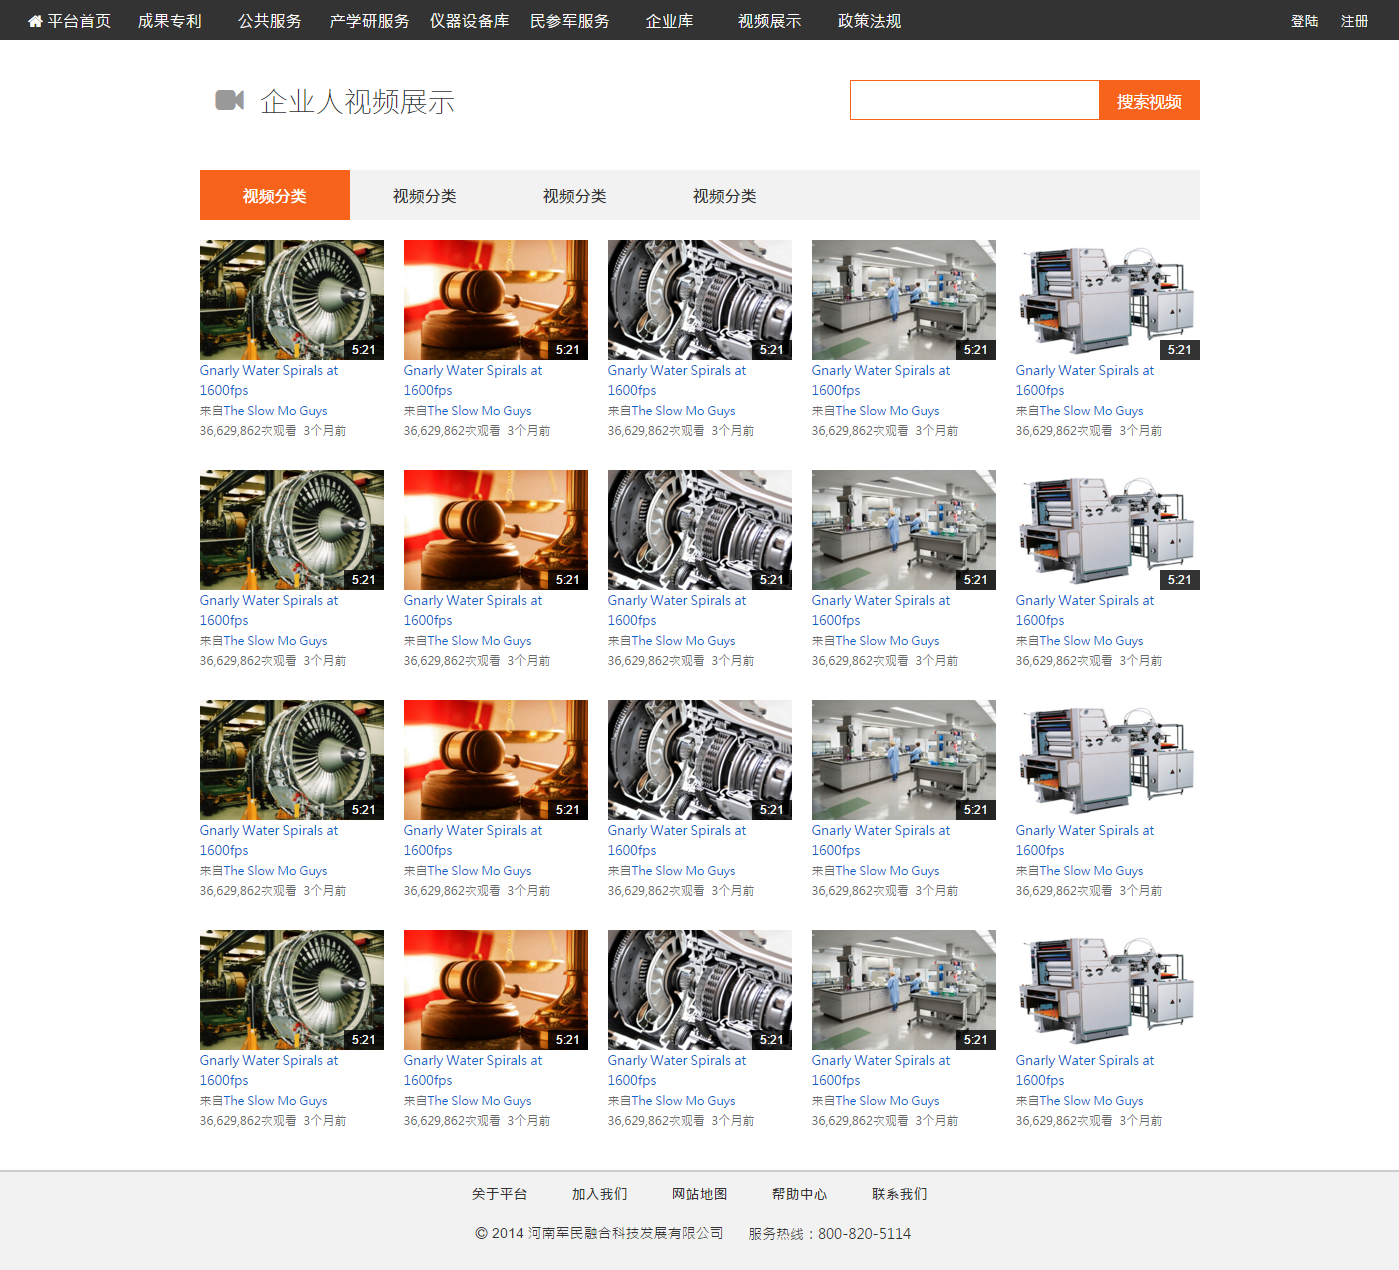 平台首页 成果专利 公共服务 产学研服务 仪器设备库 民参军服务 企业库 视频展示 政策法规 登陆 注册
企业人视频展示 搜索视频
视频分类 视频分类 视频分类 视频分类
5:21 5:21 5:21 5:21 5:21
Gnarly Water Spirals at Gnarly Water Spirals at Gnarly Water Spirals at Gnarly Water Spirals at Gnarly Water Spirals at
1600fps 1600fps 1600fps 1600fps 1600fps
来自The Slow Mo Guys 来自The Slow Mo Guys 来自The Slow Mo Guys 来自The Slow Mo Guys 来自The Slow Mo Guys
36,629,862次观看 3个月前 36,629,862次观看 3个月前 36,629,862次观看 3个月前 36,629,862次观看 3个月前 36,629,862次观看 3个月前
5:21 5:21 5:21 5:21 5:21
Gnarly Water Spirals at Gnarly Water Spirals at Gnarly Water Spirals at Gnarly Water Spirals at Gnarly Water Spirals at
1600fps 1600fps 1600fps 1600fps 1600fps
来自The Slow Mo Guys 来自The Slow Mo Guys 来自The Slow Mo Guys 来自The Slow Mo Guys 来自The Slow Mo Guys
36,629,862次观看 3个月前 36,629,862次观看 3个月前 36,629,862次观看 3个月前 36,629,862次观看 3个月前 36,629,862次观看 3个月前
5:21 5:21 5:21 5:21
Gnarly Water Spirals at Gnarly Water Spirals at Gnarly Water Spirals at Gnarly Water Spirals at Gnarly Water Spirals at
1600fps 1600fps 1600fps 1600fps 1600fps
来自The Slow Mo Guys 来自The Slow Mo Guys 来自The Slow Mo Guys 来自The Slow Mo Guys 来自The Slow Mo Guys
36,629,862次观看 3个月前 36,629,862次观看 3个月前 36,629,862次观看 3个月前 36,629,862次观看 3个月前 36,629,862次观看 3个月前
5:21 5:21 5:21 5:21
Gnarly Water Spirals at Gnarly Water Spirals at Gnarly Water Spirals at Gnarly Water Spirals at Gnarly Water Spirals at
1600fps 1600fps 1600fps 1600fps 1600fps
来自The Slow Mo Guys 来自The Slow Mo Guys 来自The Slow Mo Guys 来自The Slow Mo Guys 来自The Slow Mo Guys
36,629,862次观看 3个月前 36,629,862次观看 3个月前 36,629,862次观看 3个月前 36,629,862次观看 3个月前 36,629,862次观看 3个月前
关于平台 加入我们 网站地图 帮助中心 联系我们
© 2014 河南军民融合科技发展有限公司 服务热线：800-820-5114